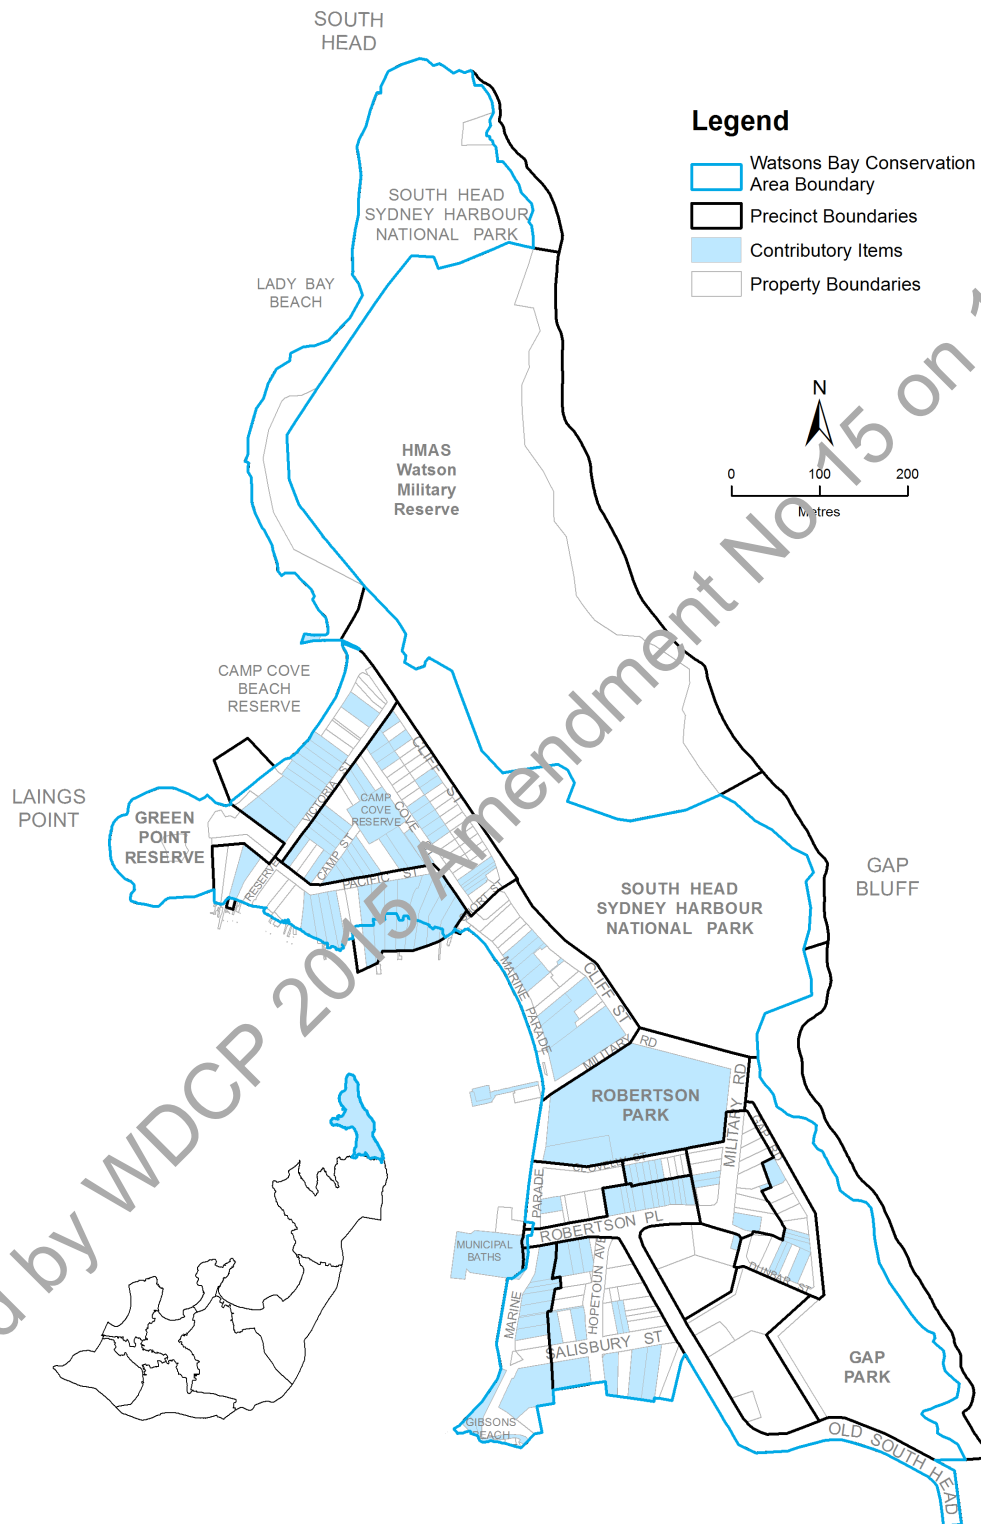 SOUTH
HEAD
Legend
Watsons Bay Conservation
Area Boundary
Precinct Boundaries
Contributory Items
Property Boundaries
SOUTH HEAD
SYDNEY HARBOUR
NATIONAL PARK
LADY BAY
BEACH
N
0 100 200
Metres
HMAS
Watson
Military
Reserve
CAMP COVE
BEACH
RESERVE
LAINGS
POINT
GREEN
POINT
RESERVE
VICTORIA ST
CAMP
COVE
RESERVE
COVE
CLIFF ST
CAMP ST
PACIFIC ST
RESERVE
SOUTH HEAD
SYDNEY HARBOUR
NATIONAL PARK
GAP
BLUFF
MARINE PARADE
CLIFF ST
MILITARY RD
ROBERTSON
PARK
MILITARY RD
GAP RD
PARADE
ROBERTSON PL
MUNICIPAL
BATHS
MARINE
HOPETOUN AVE
DUNBAR ST
SALISBURY ST
GAP
PARK
GIBSONS
BEACH
OLD SOUTH HEAD
d by WDCP 2015 Amendment No 15 on 1